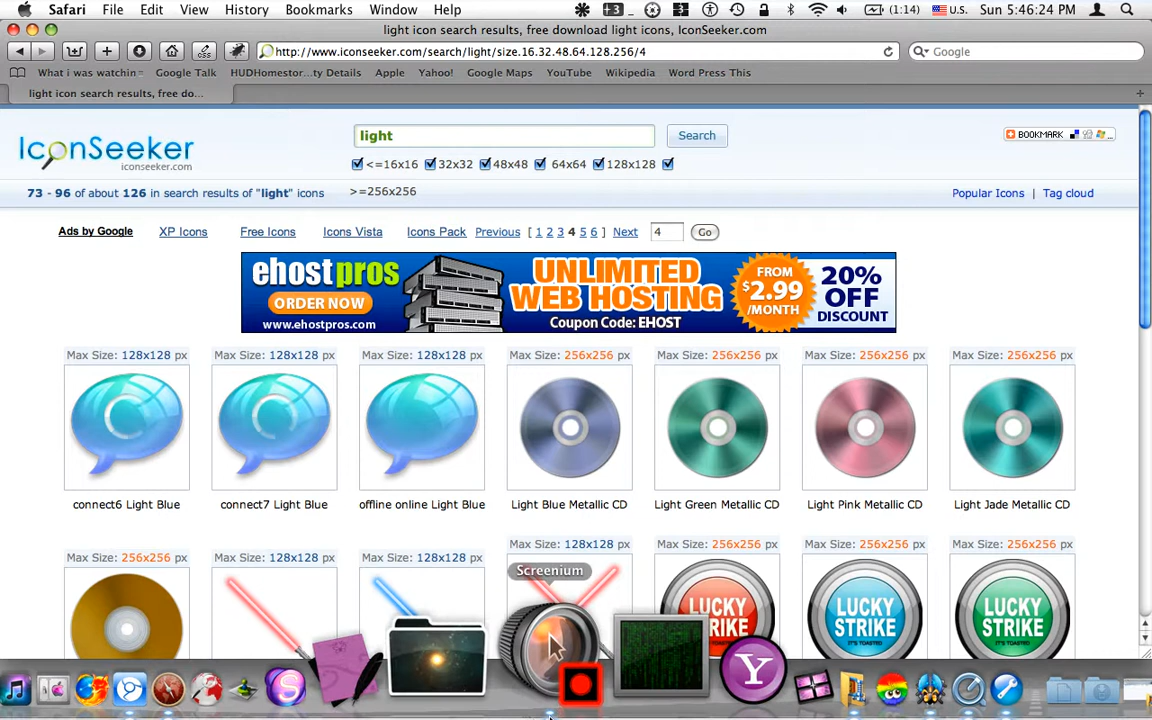 Safari File Edit View History Bookmarks Window Help +3 (1:14) U.S. Sun 5:46:24 PM
light icon search results, free download light icons, IconSeeker.com
http://www.iconseeker.com/search/light/size.16.32.48.64.128.256/4 Google
What i was watchin= Google Talk HUDHomestor...ty Details Apple Yahoo! Google Maps YouTube Wikipedia Word Press This
light icon search results, free do...
IconSeeker
iconseeker.com
light Search
BOOKMARK
<=16x16 32x32 48x48 64x64 128x128
>=256x256
73 - 96 of about 126 in search results of "light" icons
Popular Icons | Tag cloud
Ads by Google XP Icons Free Icons Icons Vista Icons Pack Previous [ 1 2 3 4 5 6 ] Next 4 Go
ehostpros
ORDER NOW
www.ehostpros.com
UNLIMITED
WEB HOSTING
Coupon Code: EHOST
FROM
$2.99
/MONTH
20%
OFF
DISCOUNT
Max Size: 128x128 px Max Size: 128x128 px Max Size: 128x128 px Max Size: 256x256 px Max Size: 256x256 px Max Size: 256x256 px Max Size: 256x256 px
connect6 Light Blue connect7 Light Blue offline online Light Blue Light Blue Metallic CD Light Green Metallic CD Light Pink Metallic CD Light Jade Metallic CD
Max Size: 256x256 px Max Size: 128x128 px Max Size: 128x128 px Max Size: 128x128 px Max Size: 256x256 px Max Size: 256x256 px Max Size: 256x256 px
Screenium
LUCKY
STRIKE
LUCKY
STRIKE
IT'S TOASTED
LUCKY
STRIKE
IT'S TOASTED
Y
S